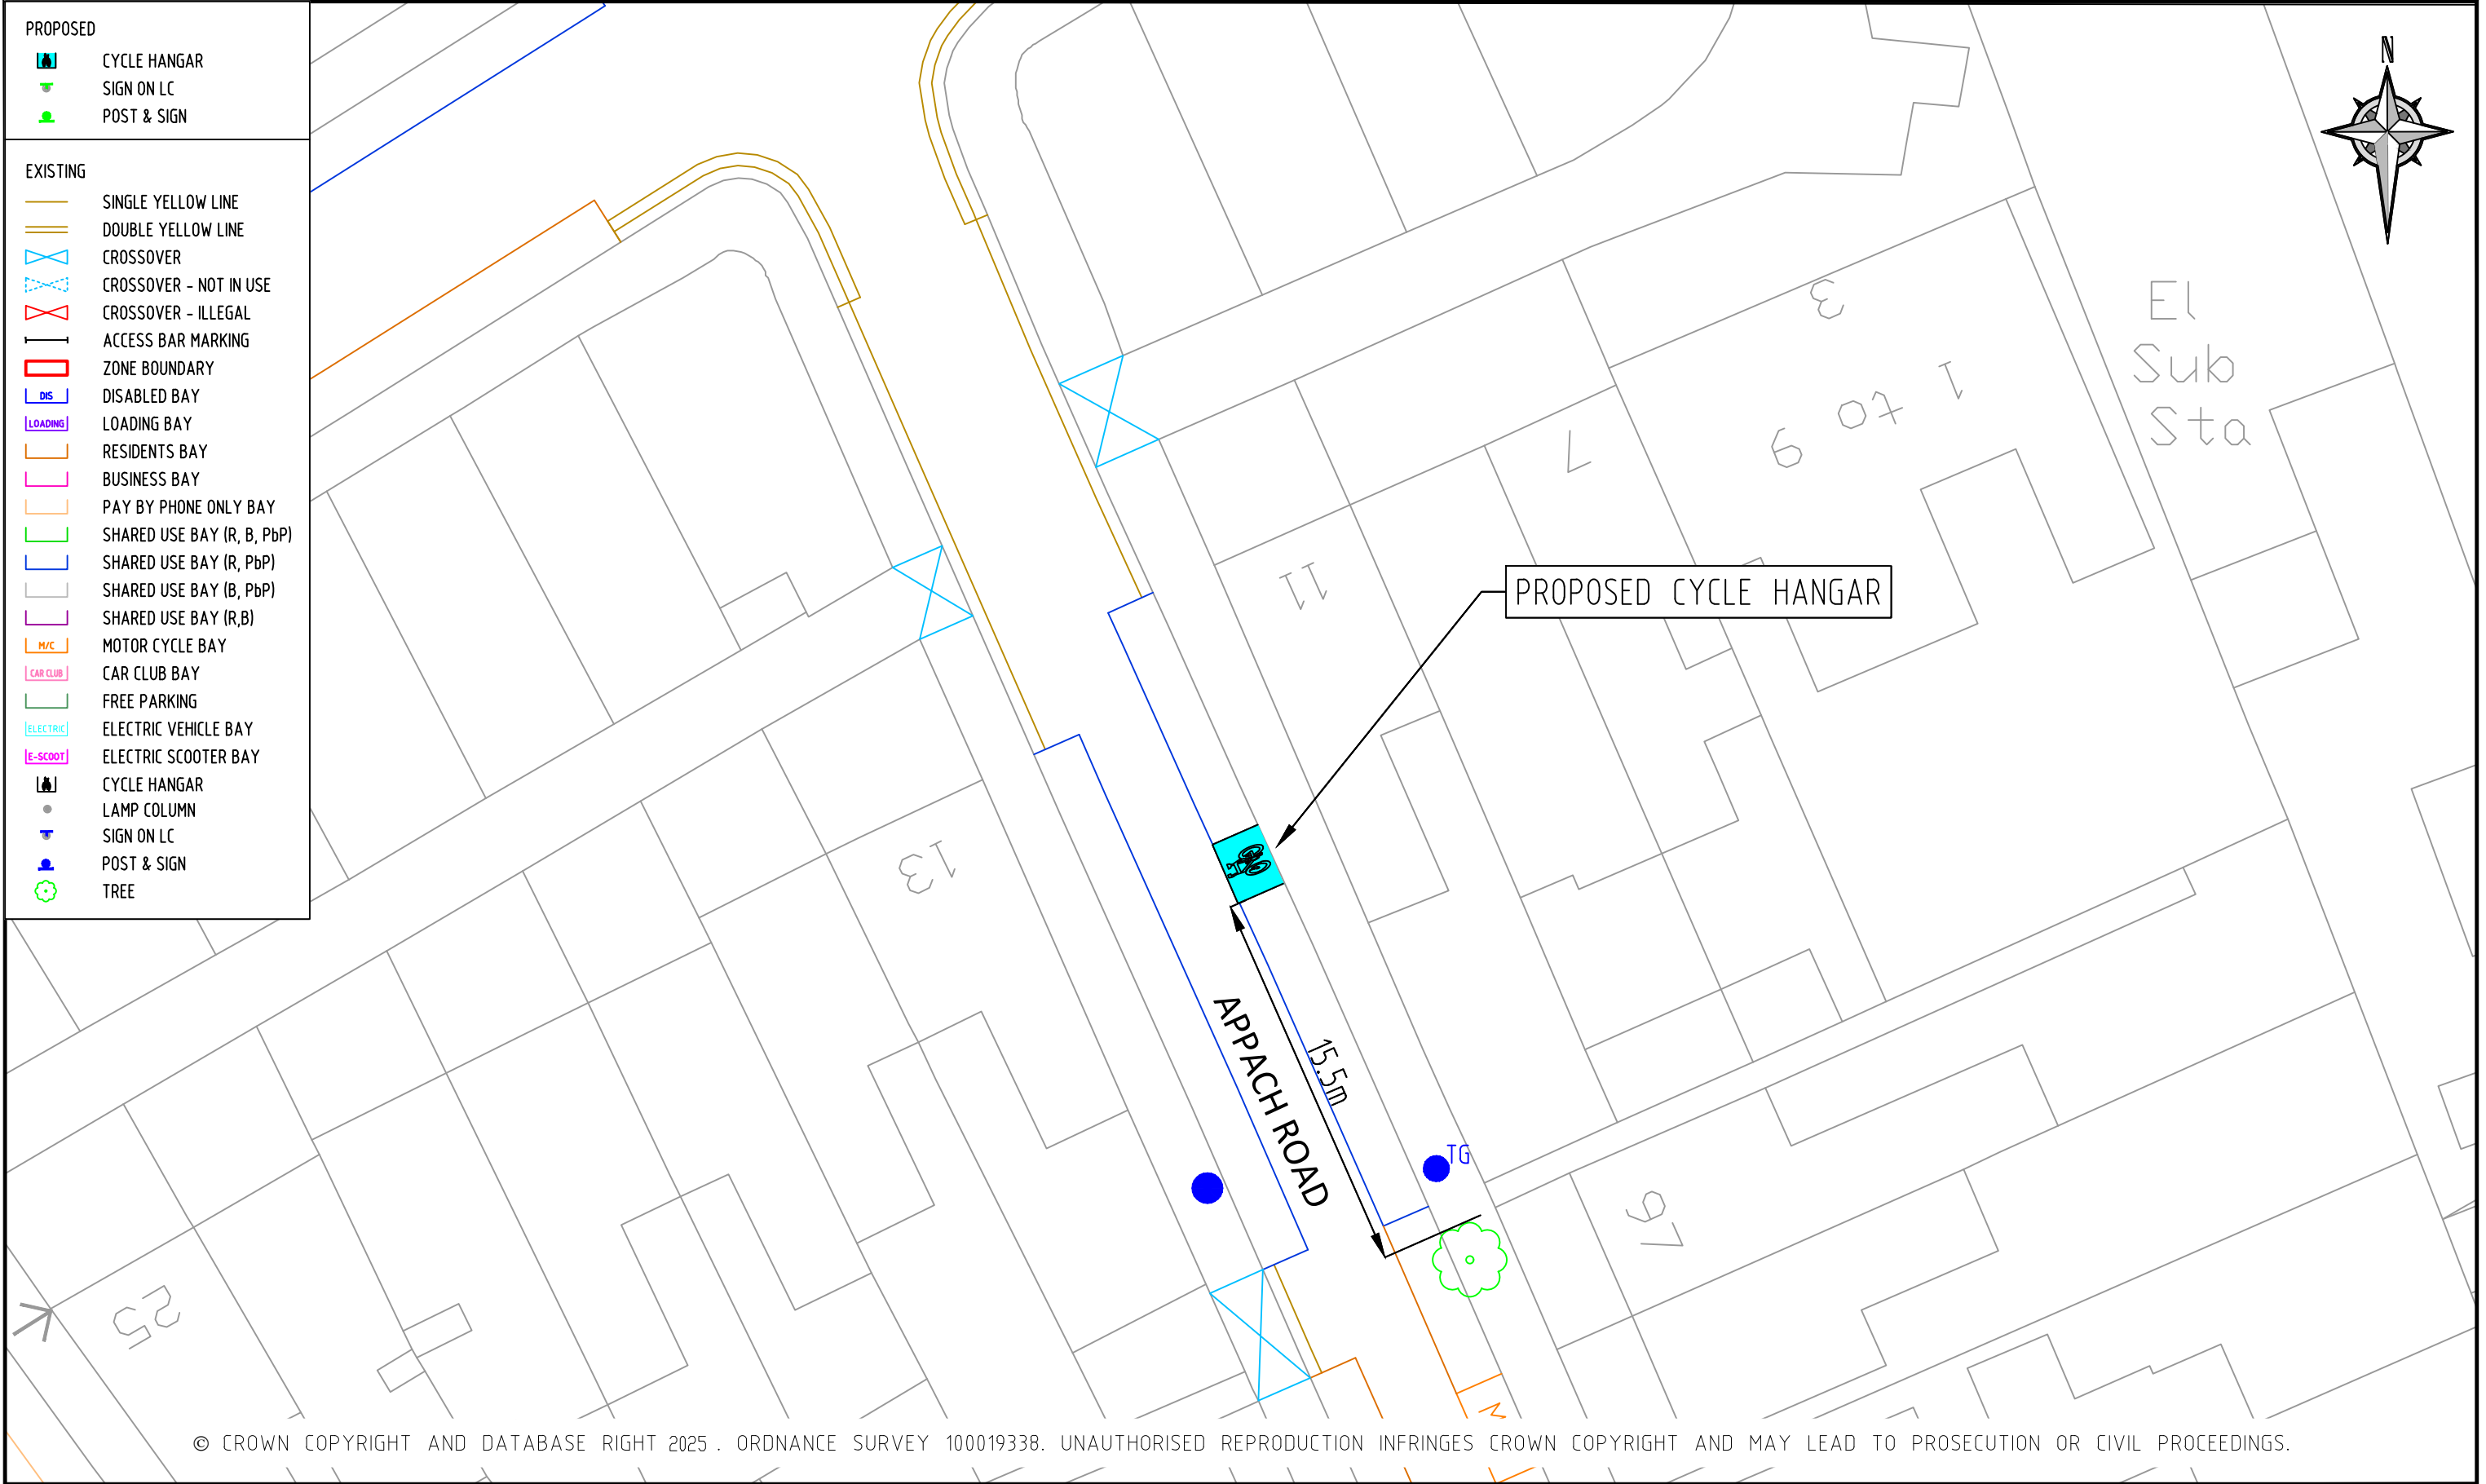 PROPOSED
CYCLE HANGAR
SIGN ON LC
POST & SIGN
EXISTING
SINGLE YELLOW LINE
DOUBLE YELLOW LINE
CROSSOVER
CROSSOVER - NOT IN USE
CROSSOVER - ILLEGAL
ACCESS BAR MARKING
ZONE BOUNDARY
DIS DISABLED BAY
LOADING LOADING BAY
RESIDENTS BAY
BUSINESS BAY
PAY BY PHONE ONLY BAY
SHARED USE BAY (R, B, PbP)
SHARED USE BAY (R, PbP)
SHARED USE BAY (B, PbP)
SHARED USE BAY (R,B)
M/C MOTOR CYCLE BAY
CAR CLUB CAR CLUB BAY
FREE PARKING
ELECTRIC ELECTRIC VEHICLE BAY
E-SCOOT ELECTRIC SCOOTER BAY
CYCLE HANGAR
LAMP COLUMN
SIGN ON LC
POST & SIGN
TREE
N
El
Sub
Sta
3
1 to 9
7
11
PROPOSED CYCLE HANGAR
13
APPACH ROAD
15.5m
TG
97
25
© CROWN COPYRIGHT AND DATABASE RIGHT 2025 . ORDNANCE SURVEY 100019338. UNAUTHORISED REPRODUCTION INFRINGES CROWN COPYRIGHT AND MAY LEAD TO PROSECUTION OR CIVIL PROCEEDINGS.